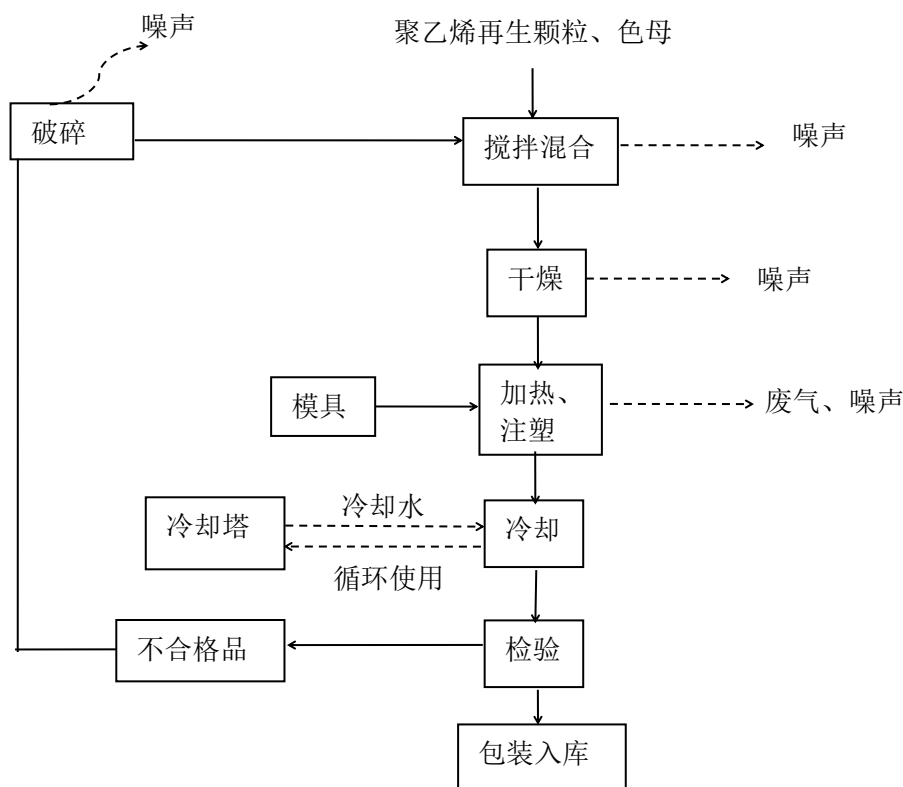 噪声
聚乙烯再生颗粒、色母
破碎
搅拌混合
噪声
干燥
噪声
模具
加热、
注塑
废气、噪声
冷却塔
冷却水
冷却
循环使用
不合格品
检验
包装入库